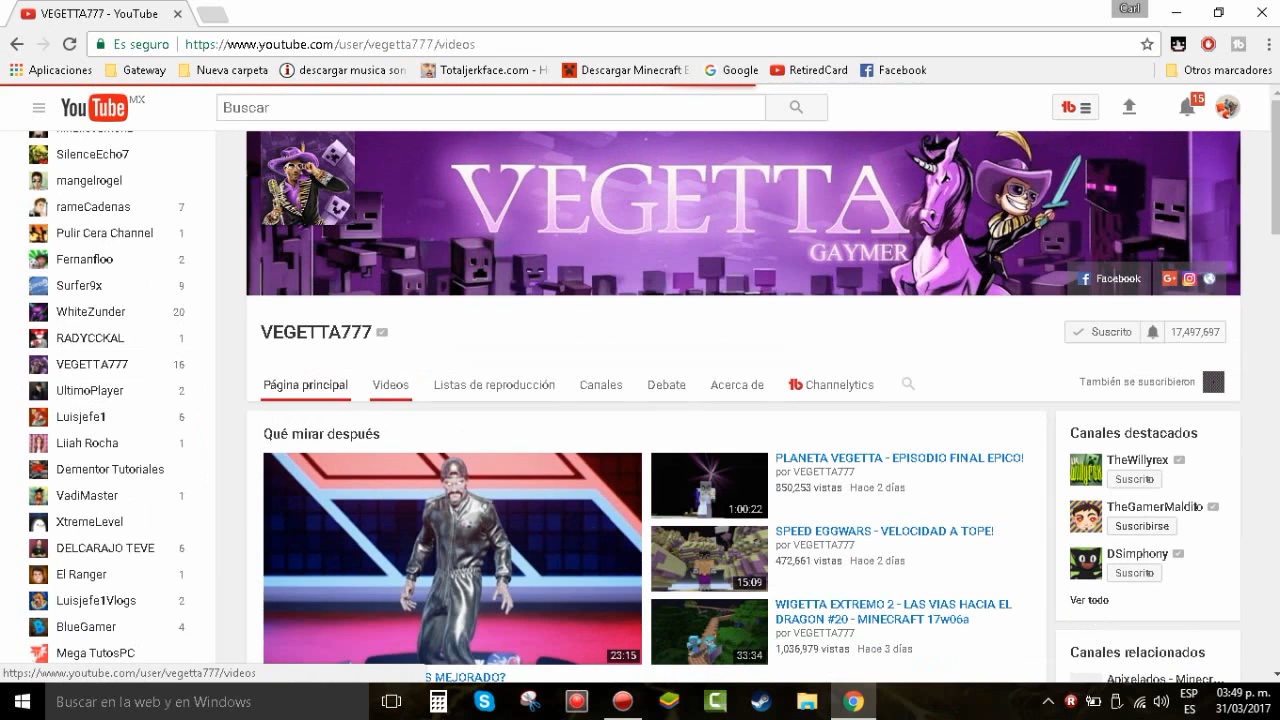 VEGETTA777 - YouTube
Carl
Es seguro
https://www.youtube.com/user/vegetta777/videos
Aplicaciones
Gateway
Nueva carpeta
descargar musica son
Totaljerkface.com - H
Descargar Minecraft E
Google
RetiredCard
Facebook
Otros marcadores
YouTube MX
Buscar
15
SilenceEcho7
mangelrogel
rameCadenas 7
Pulir Cera Channel 1
Fernanfloo 2
Surfer9x 9
WhiteZunder 20
RADYCCKAL 1
VEGETTA777 16
UltimoPlayer 2
Luisjefe1 6
Liiah Rocha 1
Dementor Tutoriales
VadiMaster 1
XtremeLevel
DELCARAJO TEVE 6
El Ranger 1
Luisjefe1Vlogs 2
BlueGamer 4
Mega TutosPC
VEGETTA
GAYMER
Facebook
VEGETTA777
Suscrito 17,497,697
Página principal
Videos
Listas de reproducción
Canales
Debate
Acerca de
Channelytics
También se suscribieron
Qué mirar después
23:15
S MEJORADO?
1:00:22
PLANETA VEGETTA - EPISODIO FINAL EPICO!
por VEGETTA777
850,253 vistas Hace 2 días
15:09
SPEED EGGWARS - VELOCIDAD A TOPE!
por VEGETTA777
472,661 vistas Hace 2 días
33:34
WIGETTA EXTREMO 2 - LAS VIAS HACIA EL
DRAGON #20 - MINECRAFT 17w06a
por VEGETTA777
1,036,979 vistas Hace 3 días
Canales destacados
TheWillyrex
Suscrito
TheGamerMaldito
Suscribirse
DSimphony
Suscrito
Ver todo
Canales relacionados
Apixelados - Minecr...
https://www.youtube.com/user/vegetta777/videos
Buscar en la web y en Windows
ESP
ES
03:49 p. m.
31/03/2017